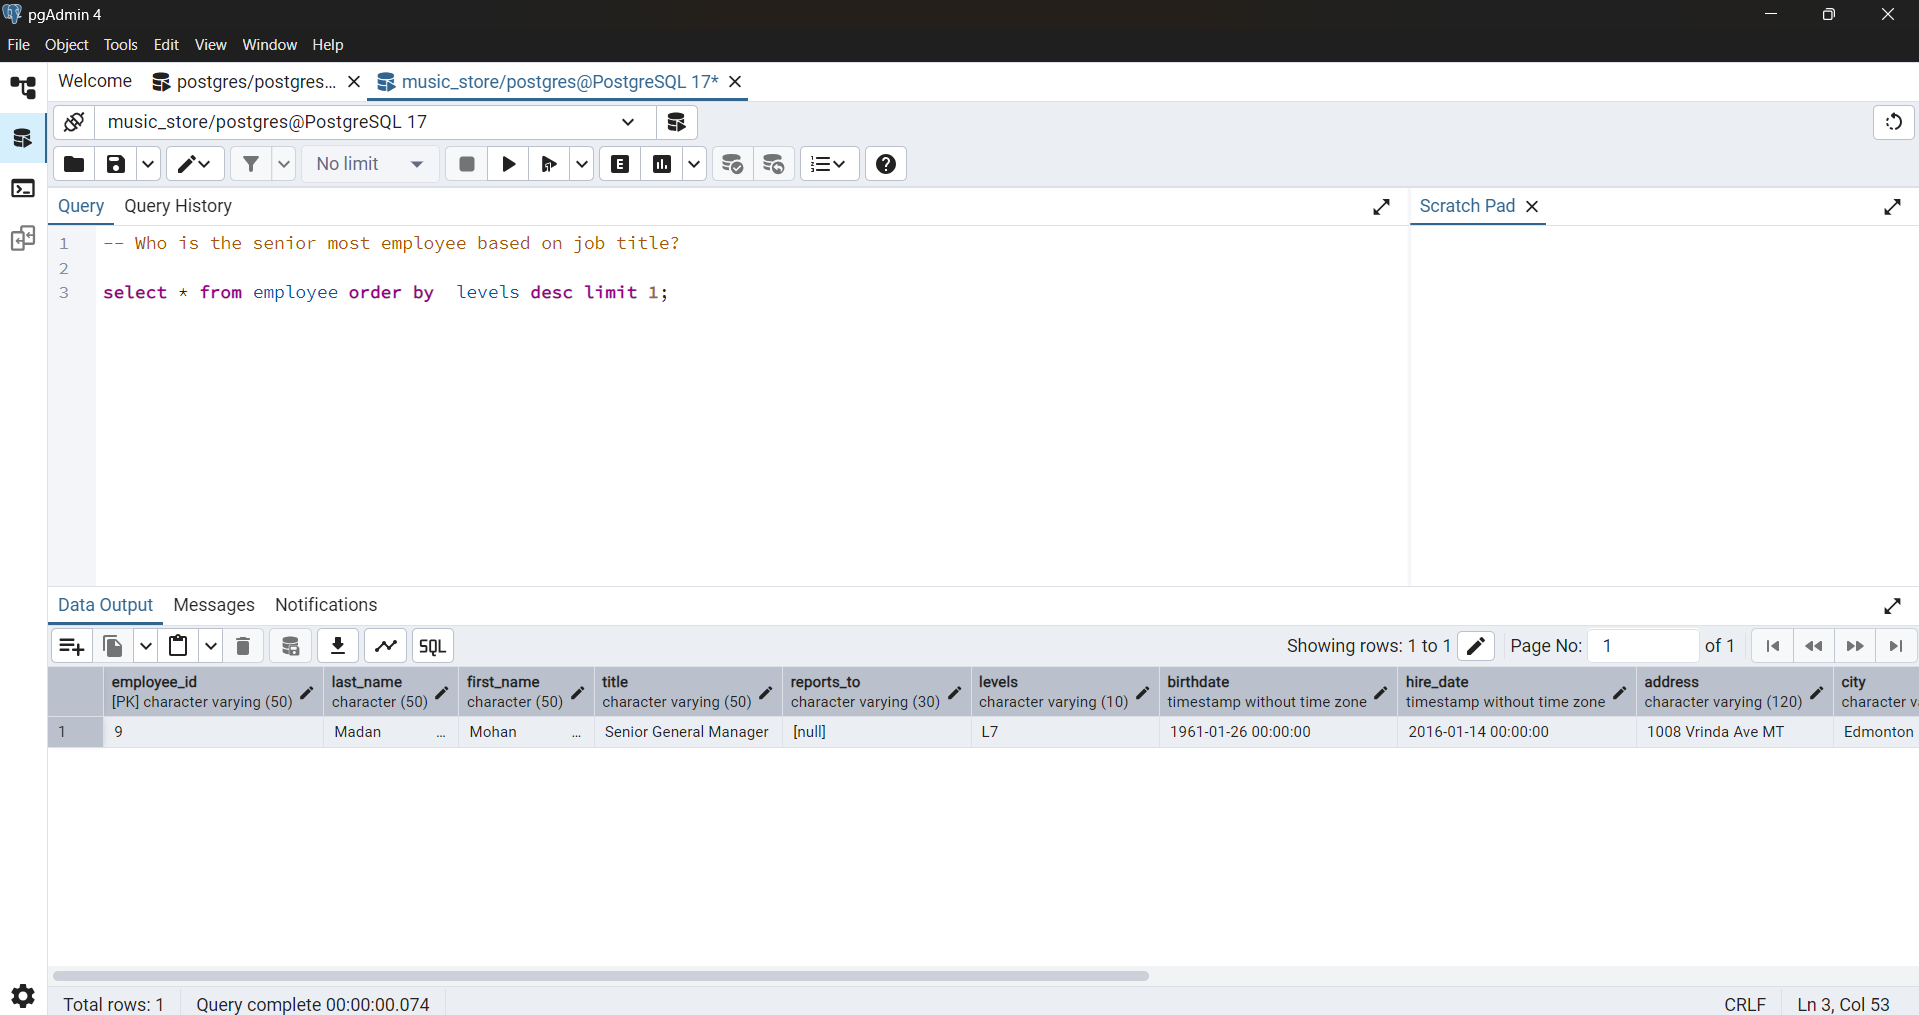 pgAdmin 4
File Object Tools Edit View Window Help
Welcome postgres/postgres... music_store/postgres@PostgreSQL 17*
music_store/postgres@PostgreSQL 17
No limit E
Query Query History Scratch Pad
1 -- Who is the senior most employee based on job title?
2
3 select * from employee order by  levels desc limit 1;
Data Output Messages Notifications
SQL Showing rows: 1 to 1 Page No: 1 of 1
employee_id last_name first_name title reports_to levels birthdate hire_date address city
[PK] character varying (50) character (50) character (50) character varying (50) character varying (30) character varying (10) timestamp without time zone timestamp without time zone character varying (120) character v
1 9 Madan ... Mohan ... Senior General Manager [null] L7 1961-01-26 00:00:00 2016-01-14 00:00:00 1008 Vrinda Ave MT Edmonton
Total rows: 1 Query complete 00:00:00.074 CRLF Ln 3, Col 53